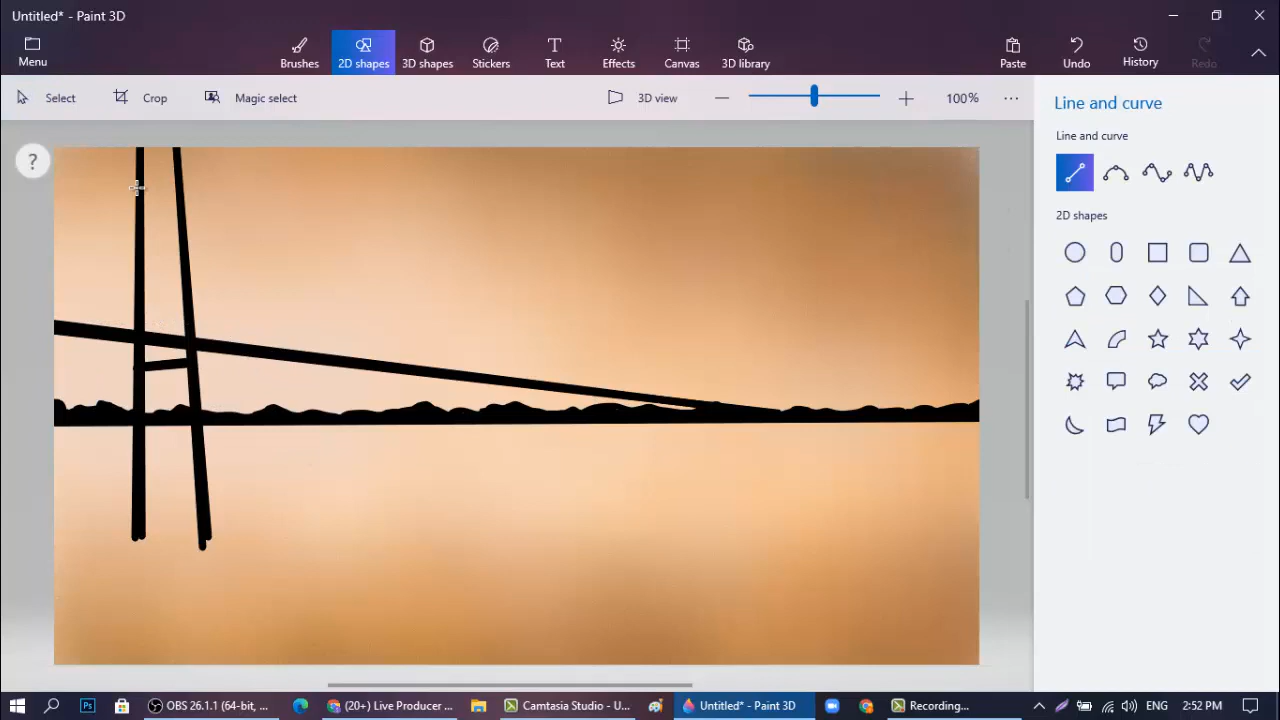 Untitled* - Paint 3D
Menu
Brushes
2D shapes
3D shapes
Stickers
Text
Effects
Canvas
3D library
Paste
Undo
History
Redo
Select
Crop
Magic select
3D view
100%
Line and curve
Line and curve
2D shapes
?
Ps
OBS 26.1.1 (64-bit, ...
(20+) Live Producer ...
Camtasia Studio - U...
Untitled* - Paint 3D
Recording...
ENG
2:52 PM